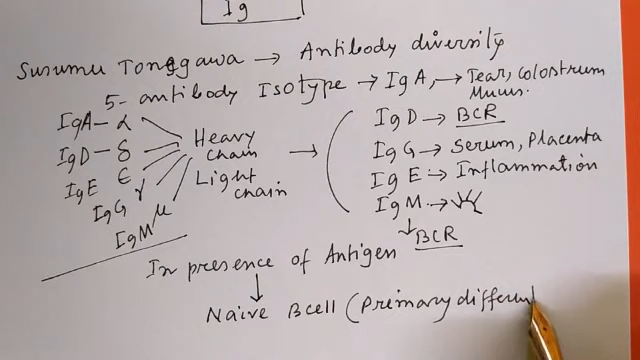 Ig
Susumu Tonegawa → Antibody diversity
5- antibody Isotype → IgA, → Tear, Colostrum
Mucus.
IgA - α
IgD - δ
IgE ε
IgG γ
IgM μ
Heavy
chain
Light
chain
IgD → BCR
IgG → Serum, Placenta
IgE → Inflammation
IgM →
↓ BCR
In presence of Antigen
↓
Naive B cell (Primary differen